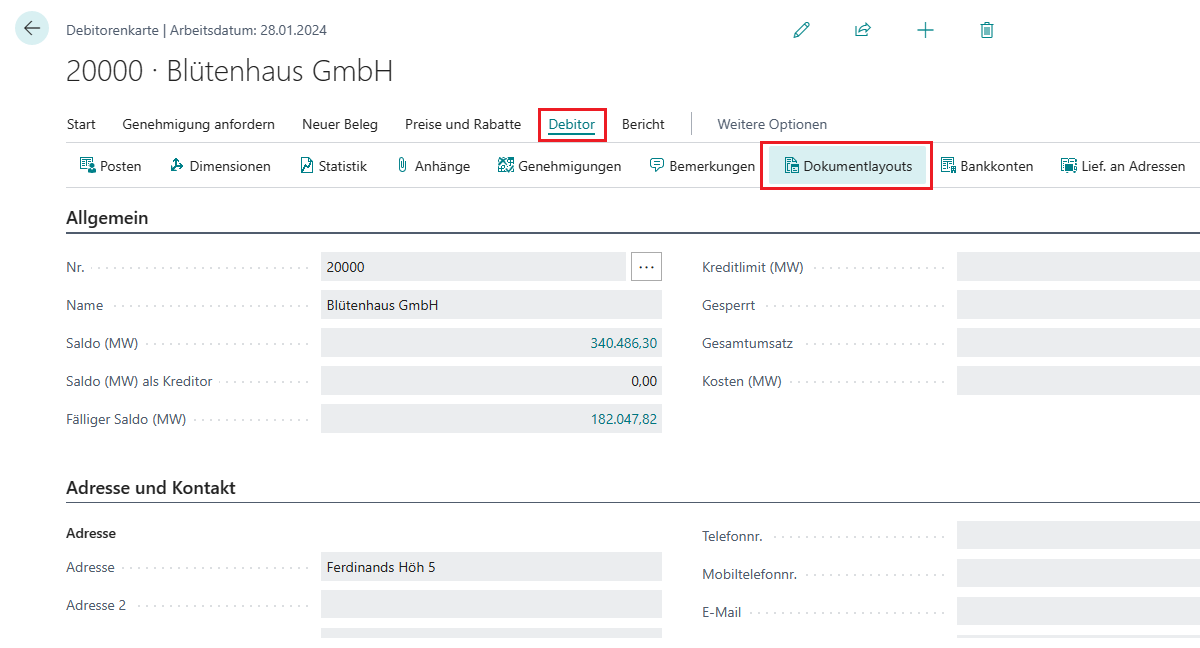 Debitorenkarte | Arbeitsdatum: 28.01.2024
20000 · Blütenhaus GmbH
Start Genehmigung anfordern Neuer Beleg Preise und Rabatte Debitor Bericht Weitere Optionen
Posten Dimensionen Statistik Anhänge Genehmigungen Bemerkungen Dokumentlayouts Bankkonten Lief. an Adressen
Allgemein
Nr. 20000 ...
Name Blütenhaus GmbH
Saldo (MW) 340.486,30
Saldo (MW) als Kreditor 0,00
Fälliger Saldo (MW) 182.047,82
Kreditlimit (MW)
Gesperrt
Gesamtumsatz
Kosten (MW)
Adresse und Kontakt
Adresse
Adresse Ferdinands Höh 5
Adresse 2
Telefonnr.
Mobiltelefonnr.
E-Mail